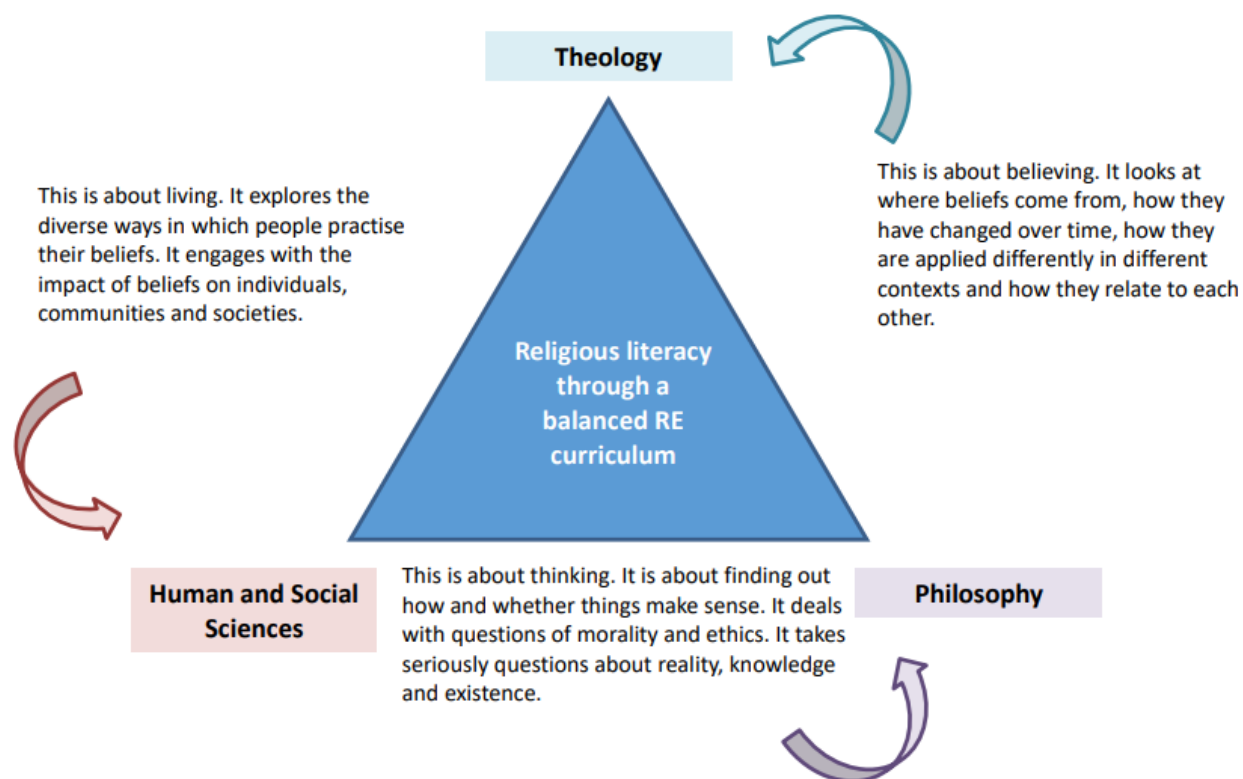 Theology
This is about believing. It looks at
where beliefs come from, how they
have changed over time, how they
are applied differently in different
contexts and how they relate to each
other.
This is about living. It explores the
diverse ways in which people practise
their beliefs. It engages with the
impact of beliefs on individuals,
communities and societies.
Religious literacy
through a
balanced RE
curriculum
Human and Social
Sciences
This is about thinking. It is about finding out
how and whether things make sense. It deals
with questions of morality and ethics. It takes
seriously questions about reality, knowledge
and existence.
Philosophy